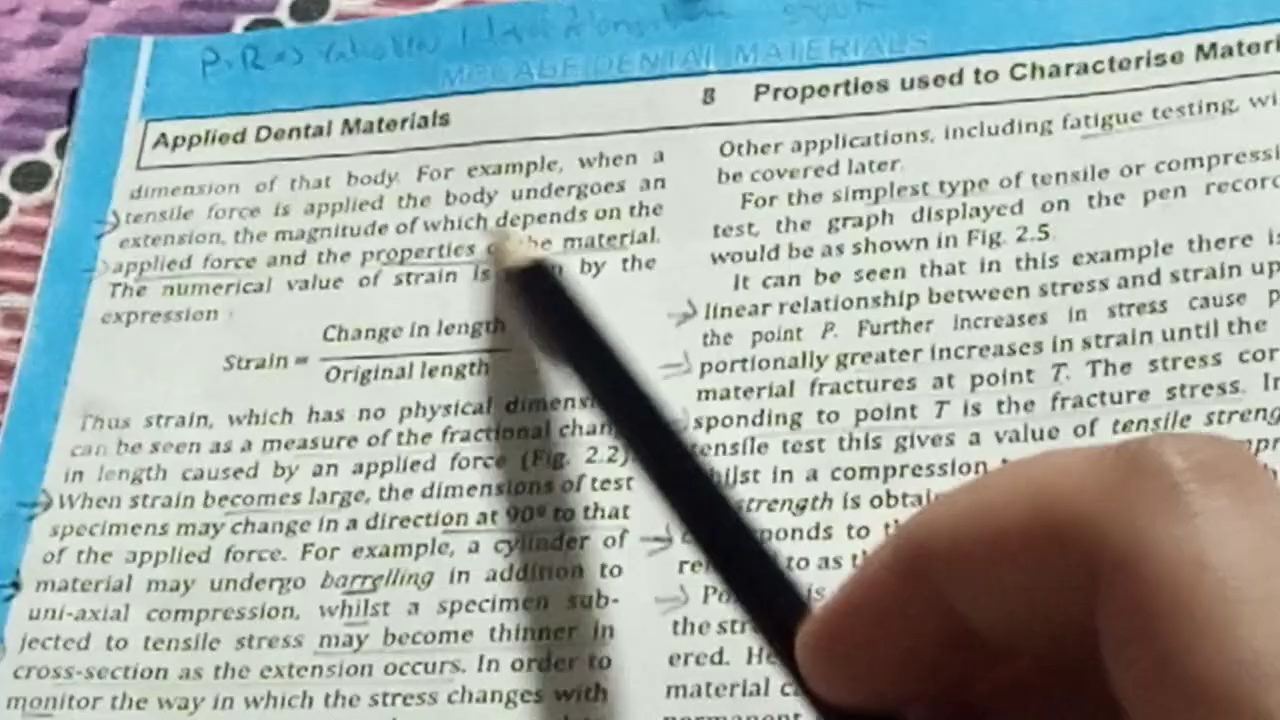 MCCABE DENTAL MATERIALS
Applied Dental Materials
8 Properties used to Characterise Materi
dimension of that body. For example, when a
tensile force is applied the body undergoes an
extension, the magnitude of which depends on the
applied force and the properties of the material.
The numerical value of strain is by the
expression
Strain = Change in length
Original length
Thus strain, which has no physical dimensi
can be seen as a measure of the fractional chan
in length caused by an applied force (Fig. 2.2)
When strain becomes large, the dimensions of test
specimens may change in a direction at 90° to that
of the applied force. For example, a cylinder of
material may undergo barrelling in addition to
uni-axial compression, whilst a specimen sub-
jected to tensile stress may become thinner in
cross-section as the extension occurs. In order to
monitor the way in which the stress changes with
Other applications, including fatigue testing, wi
be covered later.
For the simplest type of tensile or compressi
test, the graph displayed on the pen recor
would be as shown in Fig. 2.5.
It can be seen that in this example there is
linear relationship between stress and strain up
the point P. Further increases in stress cause p
portionally greater increases in strain until the
material fractures at point T. The stress cor
sponding to point T is the fracture stress. In
tensile test this gives a value of tensile streng
whilst in a compression
strength is obtai
ponds to t
to as t
is
the str
ered. He
material c
permanent